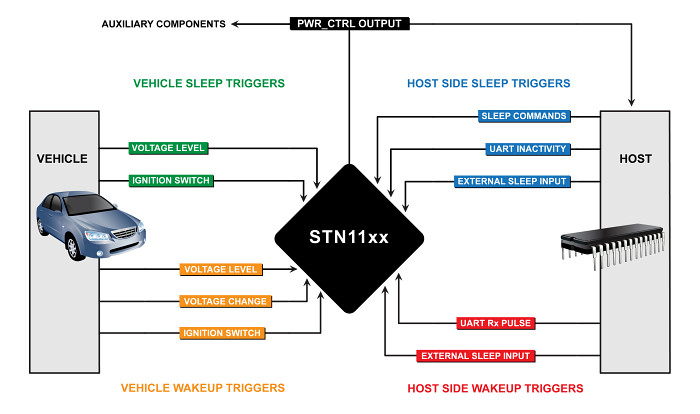 AUXILIARY COMPONENTS
PWR_CTRL OUTPUT
VEHICLE SLEEP TRIGGERS
HOST SIDE SLEEP TRIGGERS
VEHICLE
VOLTAGE LEVEL
IGNITION SWITCH
SLEEP COMMANDS
UART INACTIVITY
EXTERNAL SLEEP INPUT
HOST
STN11xx
VOLTAGE LEVEL
VOLTAGE CHANGE
IGNITION SWITCH
UART Rx PULSE
EXTERNAL SLEEP INPUT
VEHICLE WAKEUP TRIGGERS
HOST SIDE WAKEUP TRIGGERS